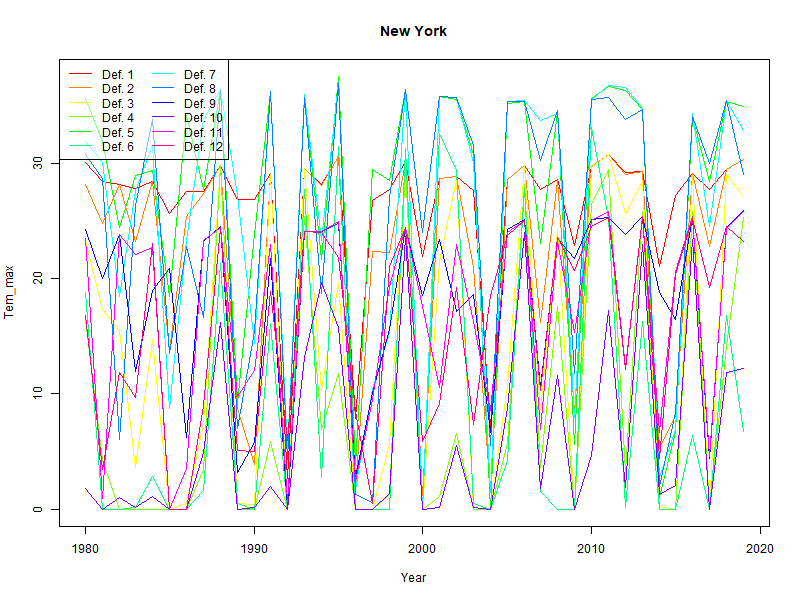 New York
Def. 1 Def. 7
Def. 2 Def. 8
Def. 3 Def. 9
Def. 4 Def. 10
Def. 5 Def. 11
Def. 6 Def. 12
30
20
10
0
Tem_max
1980 1990 2000 2010 2020
Year